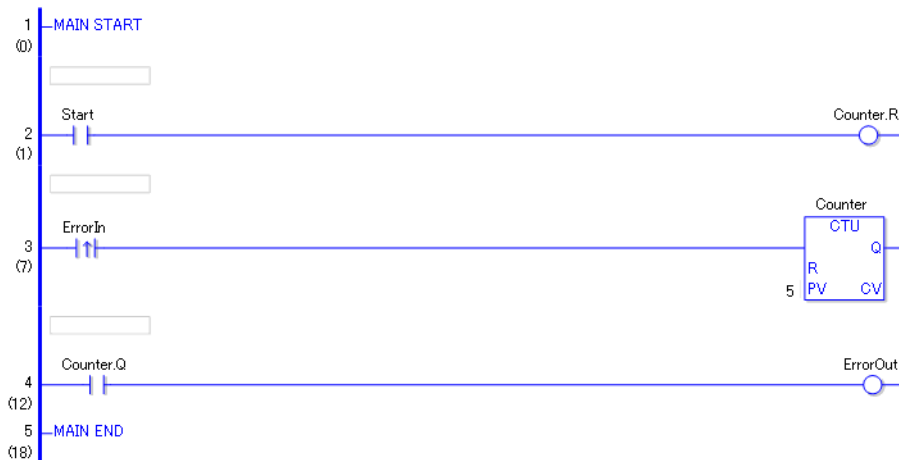 1 MAIN START
(0)
Start Counter.R
2
(1)
Counter
ErrorIn CTU
3 Q
(7)
R
5 PV CV
Counter.Q ErrorOut
4
(12)
5 MAIN END
(18)